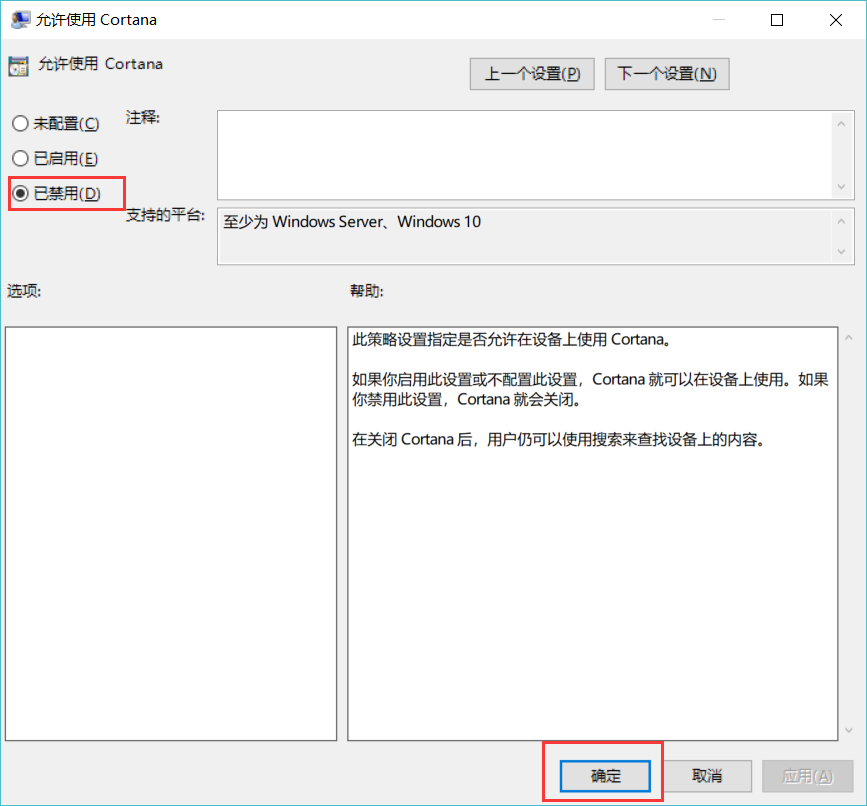 允许使用 Cortana
允许使用 Cortana
上一个设置(P)
下一个设置(N)
未配置(C)
注释:
已启用(E)
已禁用(D)
支持的平台:
至少为 Windows Server、Windows 10
选项:
帮助:
此策略设置指定是否允许在设备上使用 Cortana。
如果你启用此设置或不配置此设置，Cortana 就可以在设备上使用。如果
你禁用此设置，Cortana 就会关闭。
在关闭 Cortana 后，用户仍可以使用搜索来查找设备上的内容。
确定
取消
应用(A)